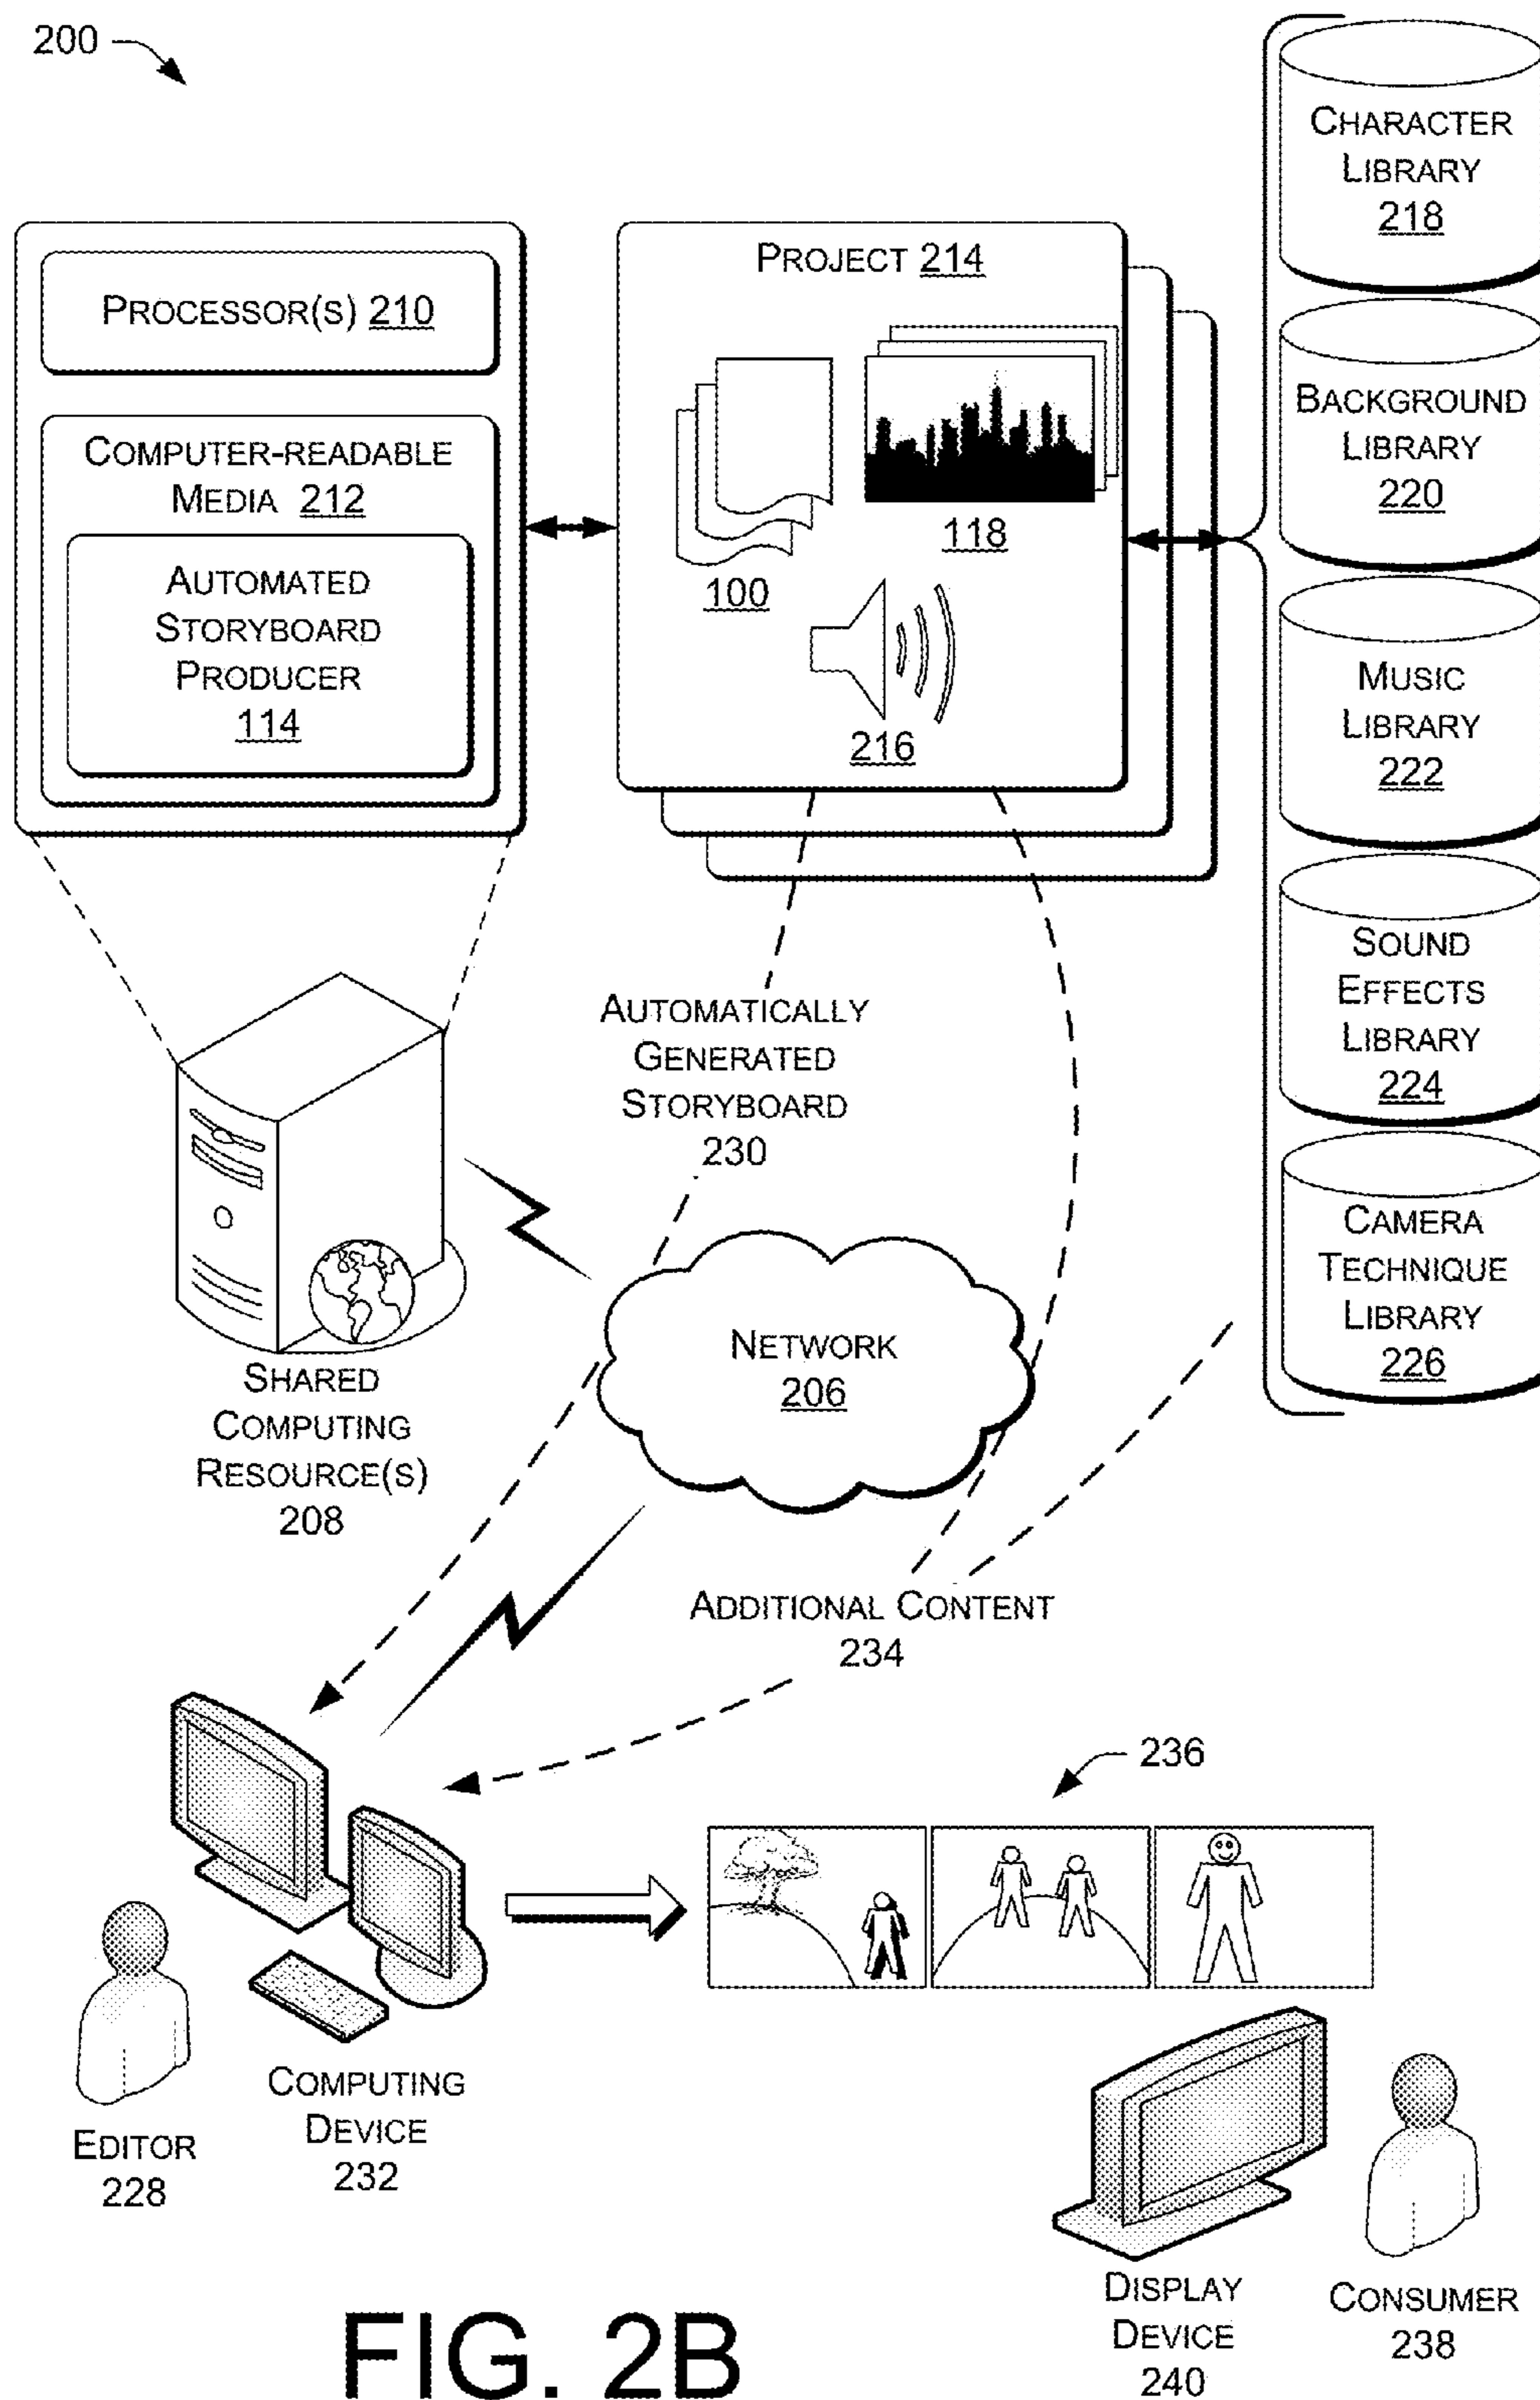 200
CHARACTER
LIBRARY
218
PROCESSOR(S) 210
COMPUTER-READABLE
MEDIA 212
AUTOMATED
STORYBOARD
PRODUCER
114
PROJECT 214
100
118
216
BACKGROUND
LIBRARY
220
MUSIC
LIBRARY
222
SOUND
EFFECTS
LIBRARY
224
CAMERA
TECHNIQUE
LIBRARY
226
AUTOMATICALLY
GENERATED
STORYBOARD
230
SHARED
COMPUTING
RESOURCE(S)
208
NETWORK
206
ADDITIONAL CONTENT
234
236
EDITOR
228
COMPUTING
DEVICE
232
DISPLAY
DEVICE
240
CONSUMER
238
FIG. 2B